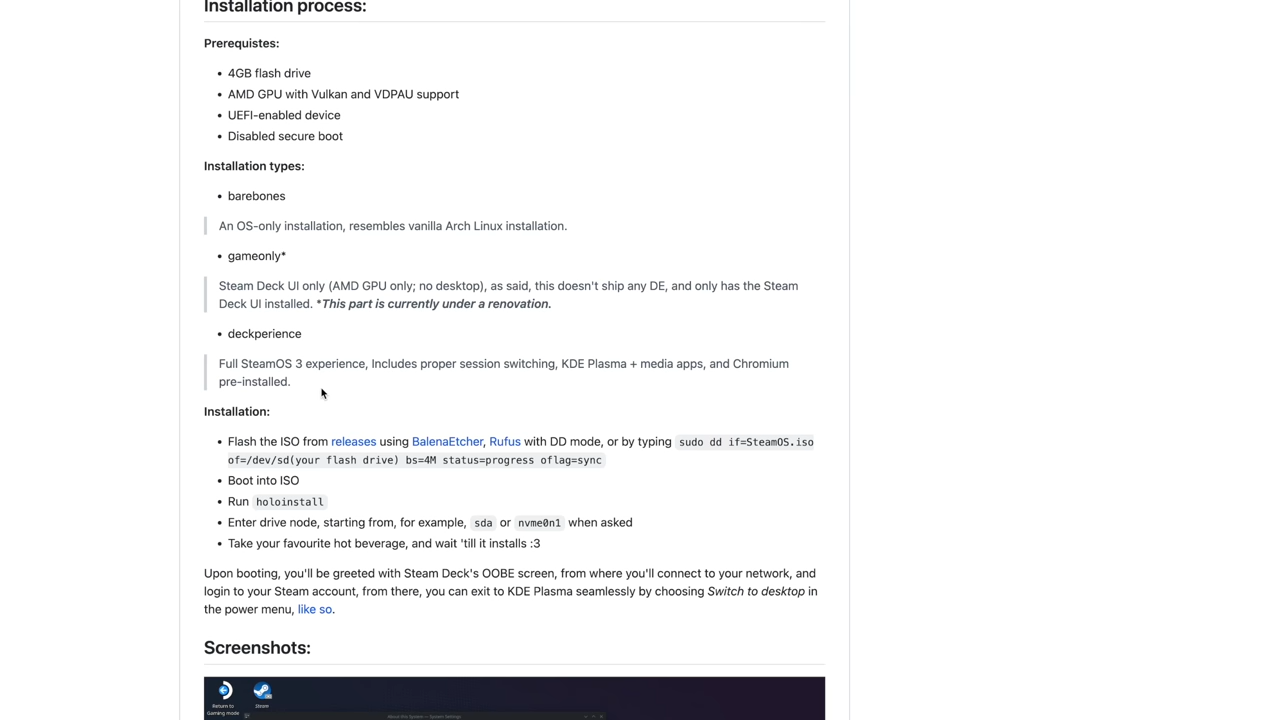 Installation process:
Prerequistes:
• 4GB flash drive
• AMD GPU with Vulkan and VDPAU support
• UEFI-enabled device
• Disabled secure boot
Installation types:
• barebones
An OS-only installation, resembles vanilla Arch Linux installation.
• gameonly*
Steam Deck UI only (AMD GPU only; no desktop), as said, this doesn't ship any DE, and only has the Steam
Deck UI installed. *This part is currently under a renovation.
• deckperience
Full SteamOS 3 experience, Includes proper session switching, KDE Plasma + media apps, and Chromium
pre-installed.
Installation:
• Flash the ISO from releases using BalenaEtcher, Rufus with DD mode, or by typing sudo dd if=SteamOS.iso
of=/dev/sd(your flash drive) bs=4M status=progress oflag=sync
• Boot into ISO
• Run holoinstall
• Enter drive node, starting from, for example, sda or nvme0n1 when asked
• Take your favourite hot beverage, and wait 'till it installs :3
Upon booting, you'll be greeted with Steam Deck's OOBE screen, from where you'll connect to your network, and
login to your Steam account, from there, you can exit to KDE Plasma seamlessly by choosing Switch to desktop in
the power menu, like so.
Screenshots:
Return to
Gaming mode
Steam
About this System — System Settings